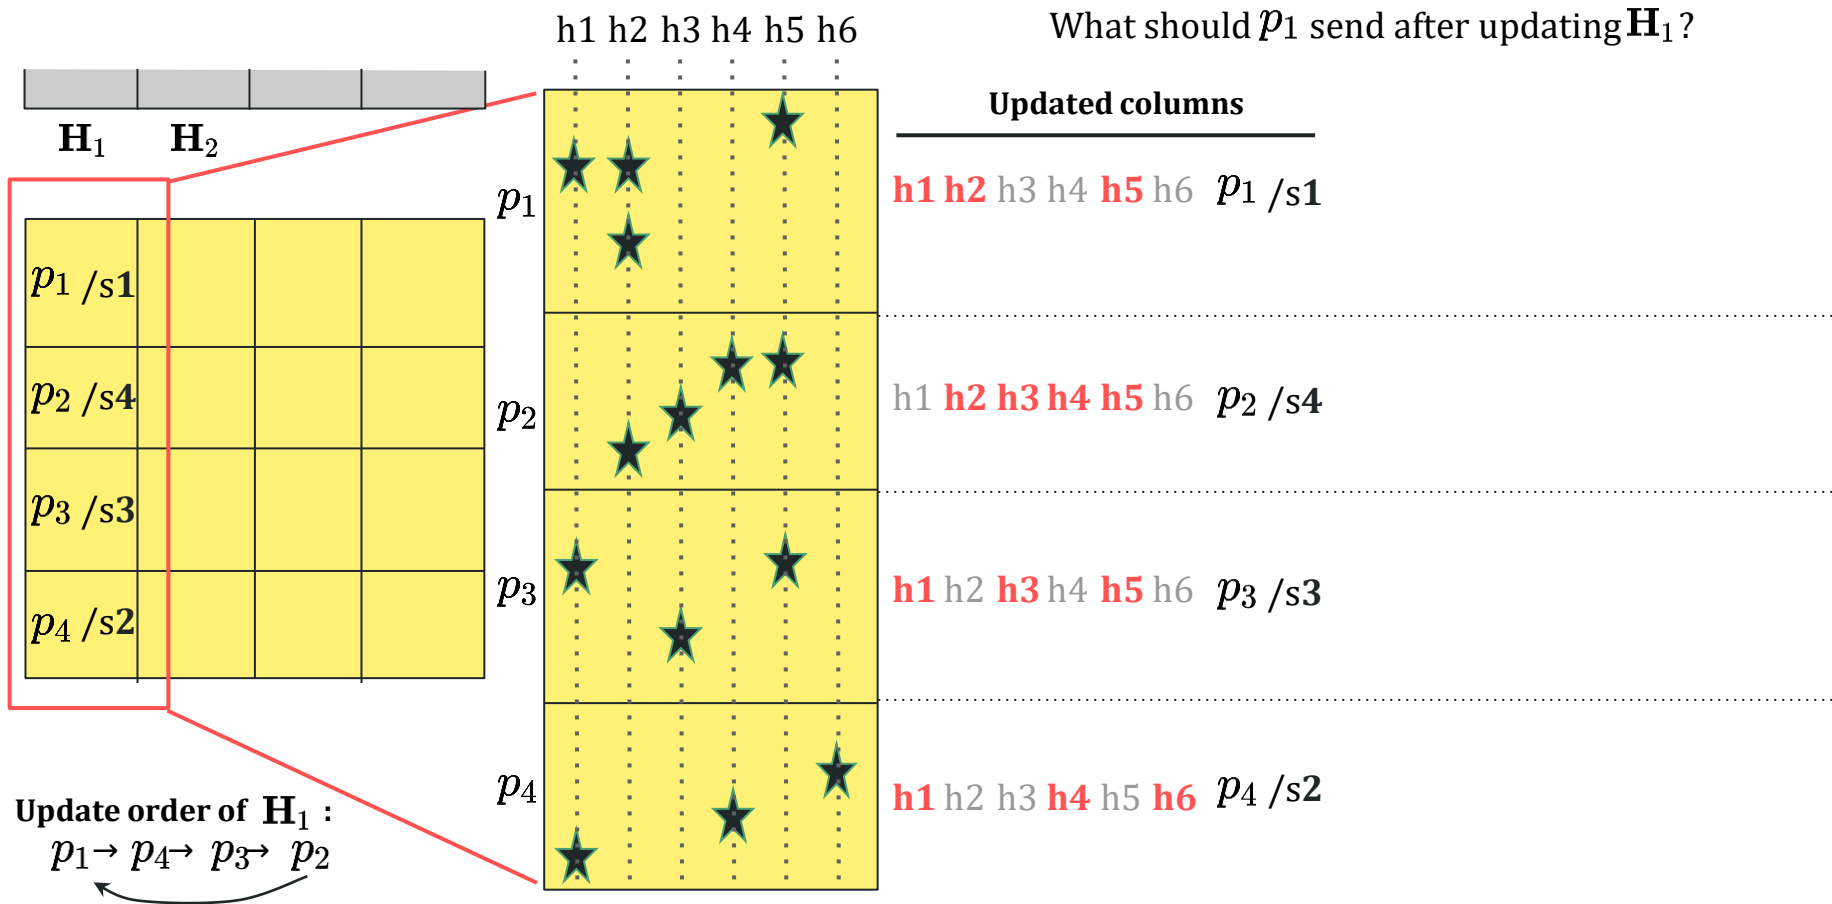 What should p₁ send after updating H₁?
h1 h2 h3 h4 h5 h6
H₁ H₂
Updated columns
p₁
h1 h2 h3 h4 h5 h6 p₁ /s1
p₁ /s1
p₂ /s4
p₂
h1 h2 h3 h4 h5 h6 p₂ /s4
p₃ /s3
p₃
h1 h2 h3 h4 h5 h6 p₃ /s3
p₄ /s2
p₄
h1 h2 h3 h4 h5 h6 p₄ /s2
Update order of H₁ :
p₁→ p₄→ p₃→ p₂